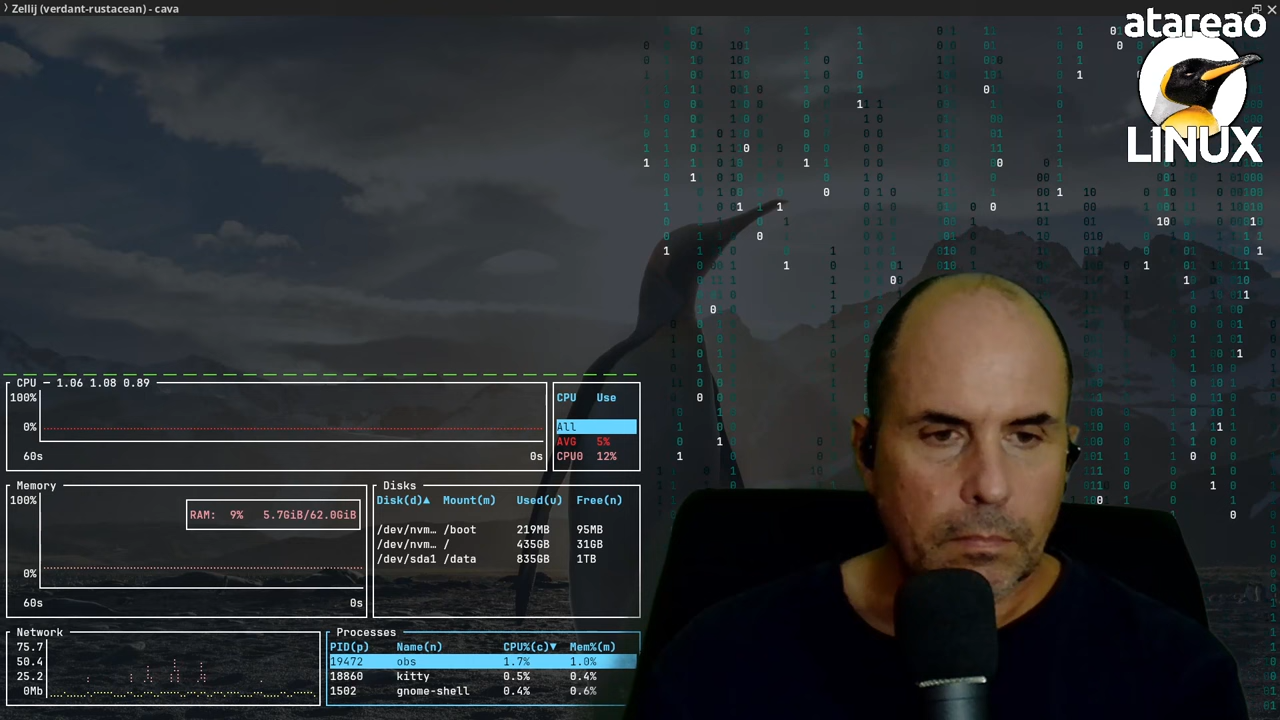 Zellij (verdant-rustacean) - cava
atareao
LINUX
CPU — 1.06 1.08 0.89
100%
0%
60s 0s
CPU Use
All
AVG 5%
CPU0 12%
Memory
100%
RAM: 9% 5.7GiB/62.0GiB
0%
60s 0s
Disks
Disk(d)▲ Mount(m) Used(u) Free(n)
/dev/nvm… /boot 219MB 95MB
/dev/nvm… / 435GB 31GB
/dev/sda1 /data 835GB 1TB
Network
75.7
50.4
25.2
0Mb
Processes
PID(p) Name(n) CPU%(c)▼ Mem%(m)
19472 obs 1.7% 1.0%
18860 kitty 0.5% 0.4%
1502 gnome-shell 0.4% 0.6%